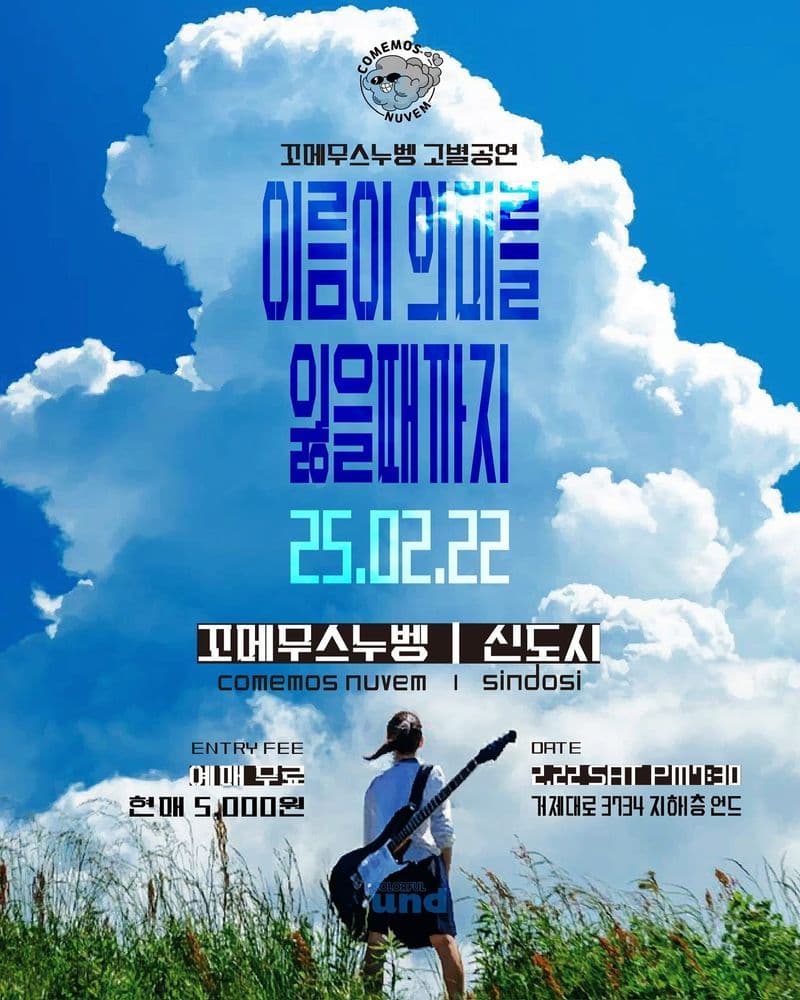 COMEMOS
NUVEM
꼬메무스누벵 고별공연
이름이 의미를
잃을때까지
25.02.22
꼬메무스누벵 | 신도시
comemos nuvem | sindosi
ENTRY FEE
예매 무료
현매 5,000원
DATE
2.22 SAT PM7:30
거제대로 3734 지하층 언드
COLORFUL
und